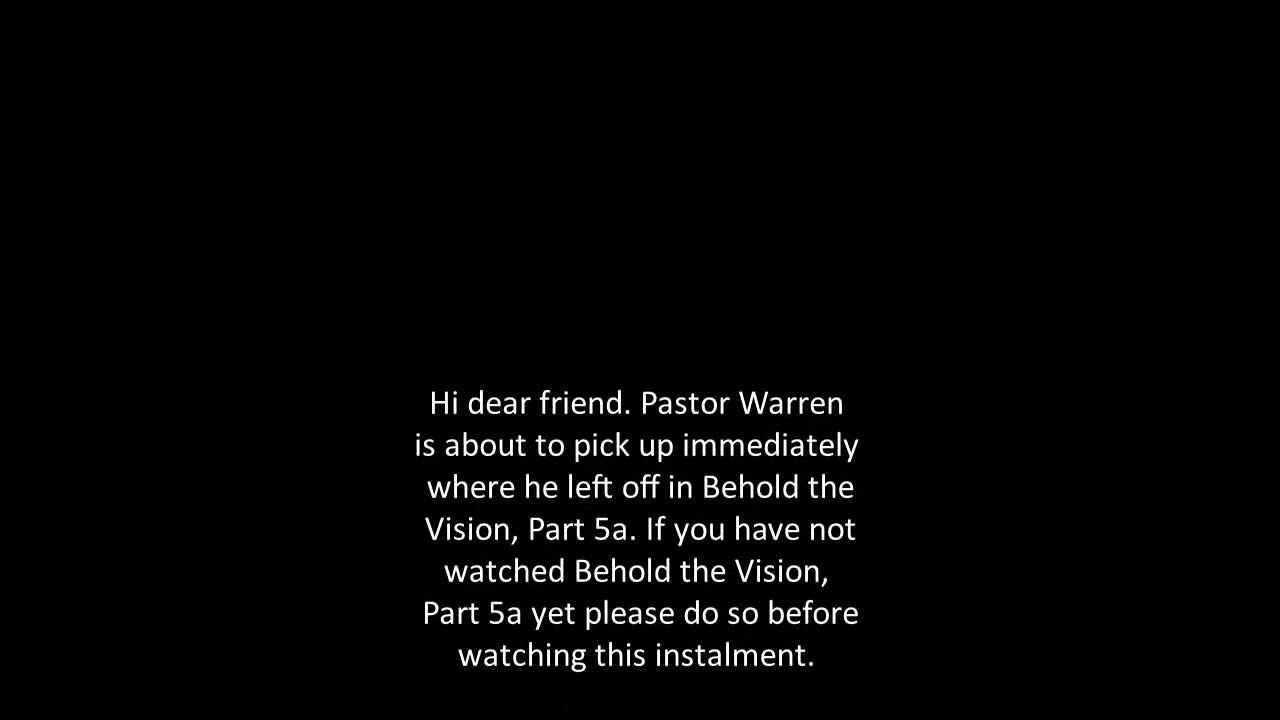 Hi dear friend. Pastor Warren
is about to pick up immediately
where he left off in Behold the
Vision, Part 5a. If you have not
watched Behold the Vision,
Part 5a yet please do so before
watching this instalment.